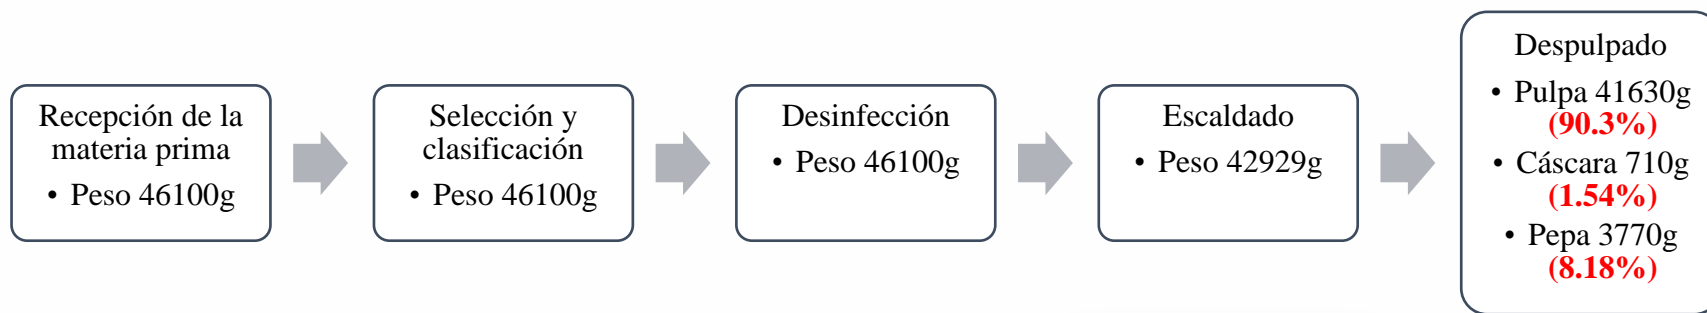 Recepción de la
materia prima
• Peso 46100g
Selección y
clasificación
• Peso 46100g
Desinfección
• Peso 46100g
Escaldado
• Peso 42929g
Despulpado
• Pulpa 41630g
(90.3%)
• Cáscara 710g
(1.54%)
• Pepa 3770g
(8.18%)